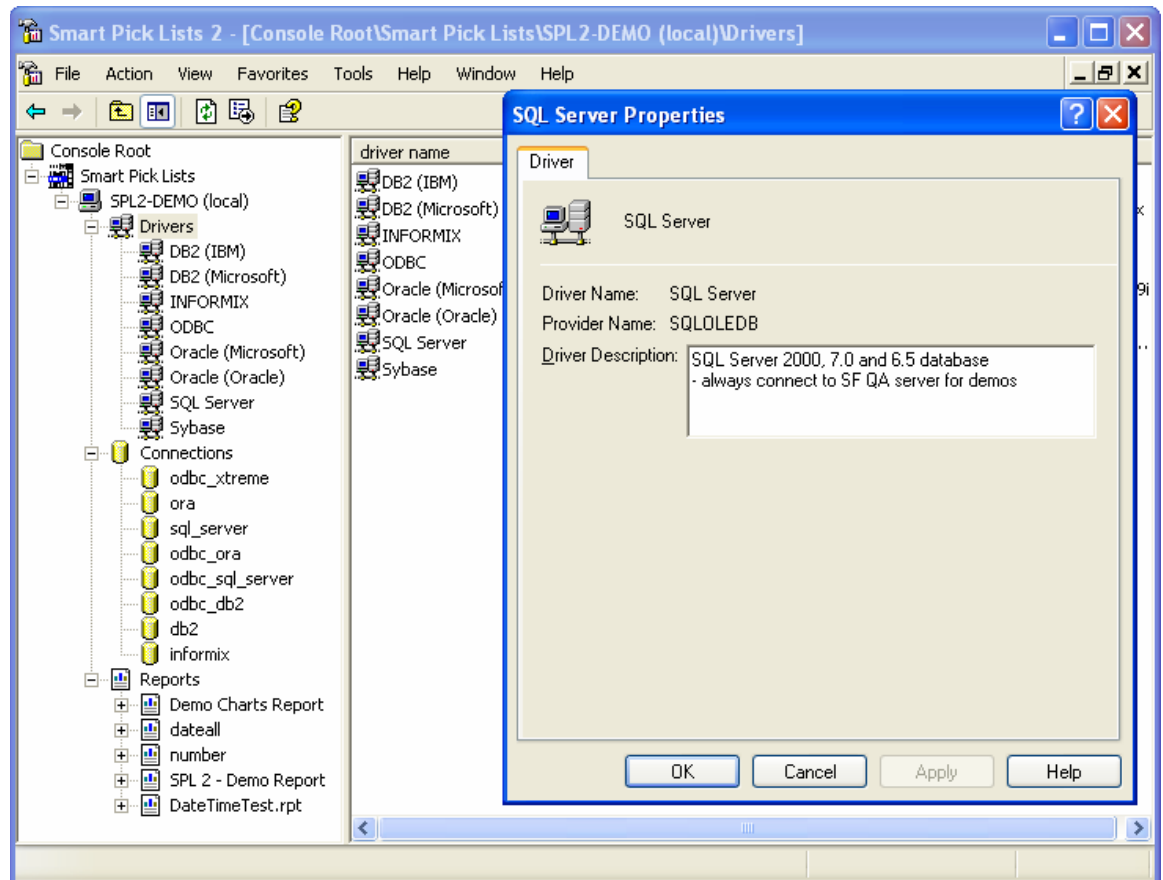 Smart Pick Lists 2 - [Console Root\Smart Pick Lists\SPL2-DEMO (local)\Drivers]
File Action View Favorites Tools Help Window Help
Console Root
Smart Pick Lists
SPL2-DEMO (local)
Drivers
DB2 (IBM)
DB2 (Microsoft)
INFORMIX
ODBC
Oracle (Microsoft)
Oracle (Oracle)
SQL Server
Sybase
Connections
odbc_xtreme
ora
sql_server
odbc_ora
odbc_sql_server
odbc_db2
db2
informix
Reports
Demo Charts Report
dateall
number
SPL 2 - Demo Report
DateTimeTest.rpt
driver name
DB2 (IBM)
DB2 (Microsoft)
INFORMIX
ODBC
Oracle (Microsof
Oracle (Oracle)
SQL Server
Sybase
x
9i
..
SQL Server Properties
Driver
SQL Server
Driver Name: SQL Server
Provider Name: SQLOLEDB
Driver Description: SQL Server 2000, 7.0 and 6.5 database
- always connect to SF QA server for demos
OK Cancel Apply Help